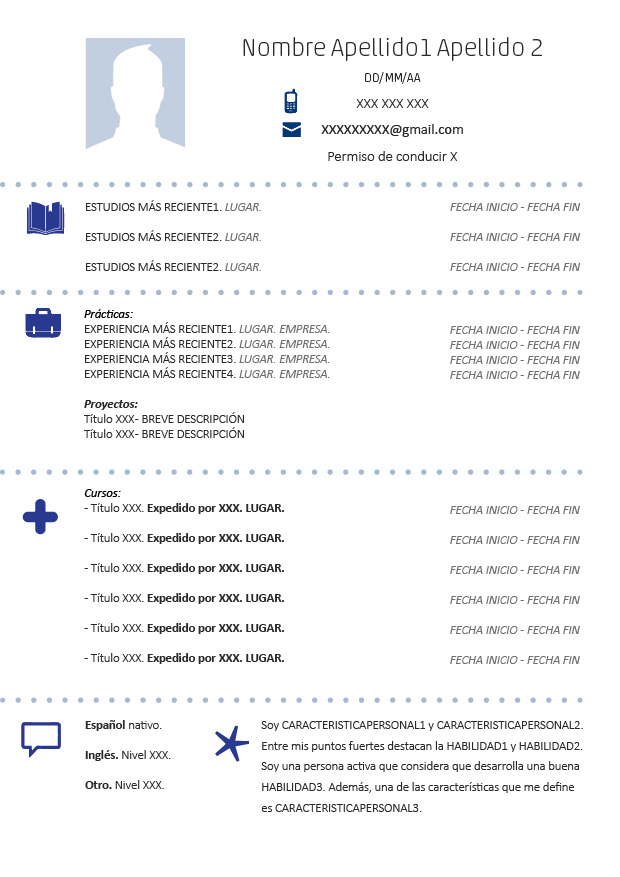 Nombre Apellido1 Apellido 2
DD/MM/AA
XXX XXX XXX
XXXXXXXXX@gmail.com
Permiso de conducir X
ESTUDIOS MÁS RECIENTE1. LUGAR. FECHA INICIO - FECHA FIN
ESTUDIOS MÁS RECIENTE2. LUGAR. FECHA INICIO - FECHA FIN
ESTUDIOS MÁS RECIENTE2. LUGAR. FECHA INICIO - FECHA FIN
Prácticas:
EXPERIENCIA MÁS RECIENTE1. LUGAR. EMPRESA. FECHA INICIO - FECHA FIN
EXPERIENCIA MÁS RECIENTE2. LUGAR. EMPRESA. FECHA INICIO - FECHA FIN
EXPERIENCIA MÁS RECIENTE3. LUGAR. EMPRESA. FECHA INICIO - FECHA FIN
EXPERIENCIA MÁS RECIENTE4. LUGAR. EMPRESA. FECHA INICIO - FECHA FIN
Proyectos:
Título XXX- BREVE DESCRIPCIÓN
Título XXX- BREVE DESCRIPCIÓN
Cursos:
- Título XXX. Expedido por XXX. LUGAR. FECHA INICIO - FECHA FIN
- Título XXX. Expedido por XXX. LUGAR. FECHA INICIO - FECHA FIN
- Título XXX. Expedido por XXX. LUGAR. FECHA INICIO - FECHA FIN
- Título XXX. Expedido por XXX. LUGAR. FECHA INICIO - FECHA FIN
- Título XXX. Expedido por XXX. LUGAR. FECHA INICIO - FECHA FIN
- Título XXX. Expedido por XXX. LUGAR. FECHA INICIO - FECHA FIN
Español nativo.
Inglés. Nivel XXX.
Otro. Nivel XXX.
Soy CARACTERISTICAPERSONAL1 y CARACTERISTICAPERSONAL2.
Entre mis puntos fuertes destacan la HABILIDAD1 y HABILIDAD2.
Soy una persona activa que considera que desarrolla una buena
HABILIDAD3. Además, una de las características que me define
es CARACTERISTICAPERSONAL3.